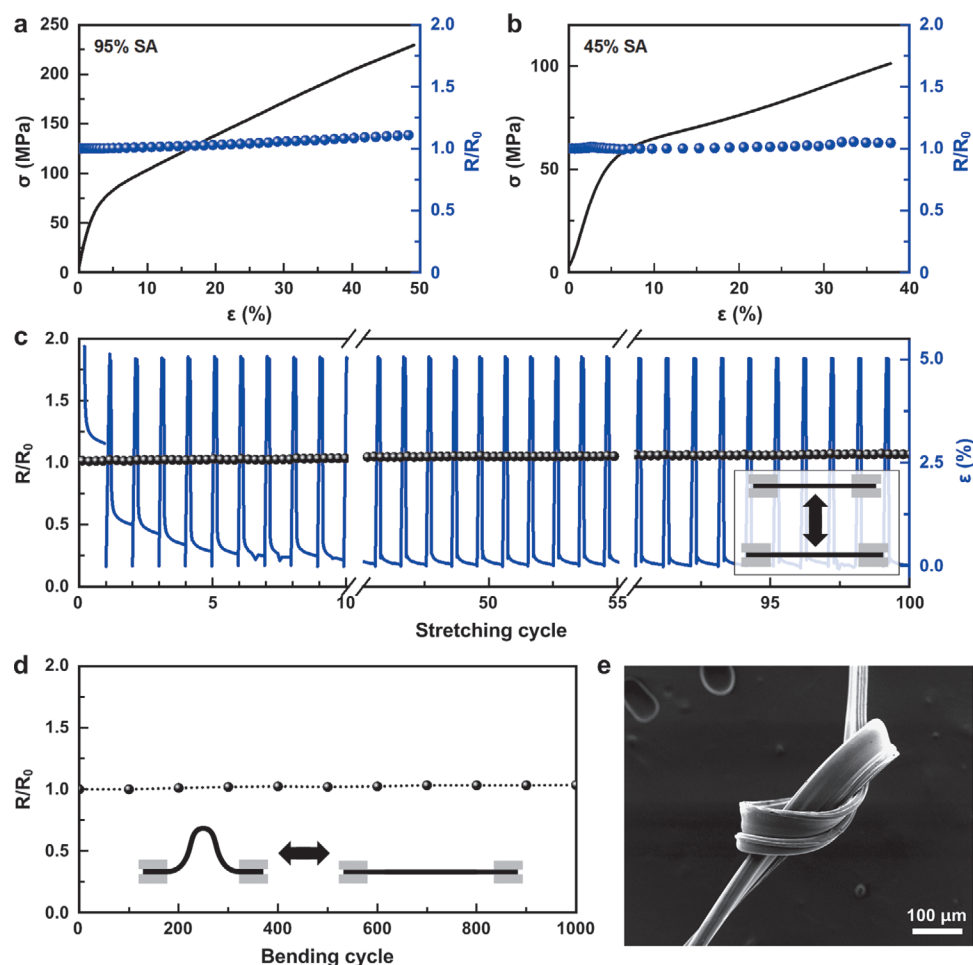 a
95% SA
250
200
150
100
50
0
σ (MPa)
2.0
1.5
1.0
0.5
0
R/R₀
0 10 20 30 40 50
ε (%)
b
45% SA
100
50
0
σ (MPa)
2.0
1.5
1.0
0.5
0
R/R₀
0 10 20 30 40
ε (%)
c
2.0
1.5
1.0
0.5
0.0
R/R₀
5.0
2.5
0.0
ε (%)
0 5 10 50 55 95 100
Stretching cycle
d
2.0
1.5
1.0
0.5
0.0
R/R₀
0 200 400 600 800 1000
Bending cycle
e
100 μm